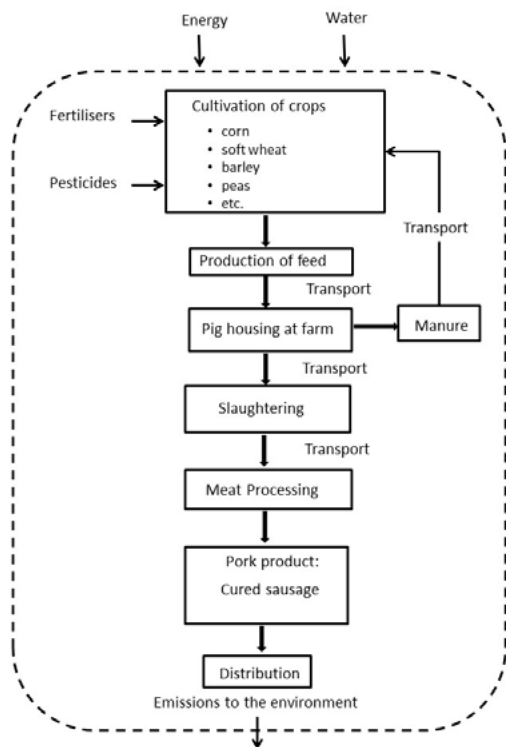 Energy
Water
Fertilisers
Cultivation of crops
• corn
• soft wheat
• barley
• peas
• etc.
Pesticides
Transport
Production of feed
Transport
Pig housing at farm
Manure
Transport
Slaughtering
Transport
Meat Processing
Pork product:
Cured sausage
Distribution
Emissions to the environment